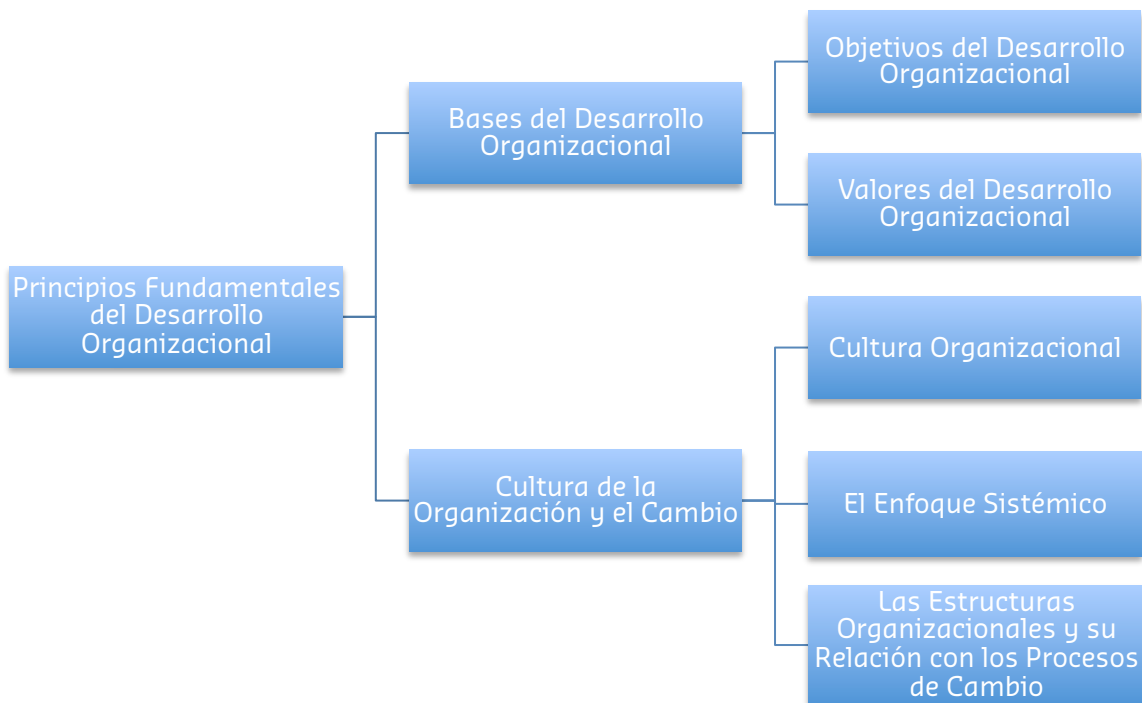 Principios Fundamentales
del Desarrollo
Organizacional
Bases del Desarrollo
Organizacional
Objetivos del Desarrollo
Organizacional
Valores del Desarrollo
Organizacional
Cultura de la
Organización y el Cambio
Cultura Organizacional
El Enfoque Sistémico
Las Estructuras
Organizacionales y su
Relación con los Procesos
de Cambio